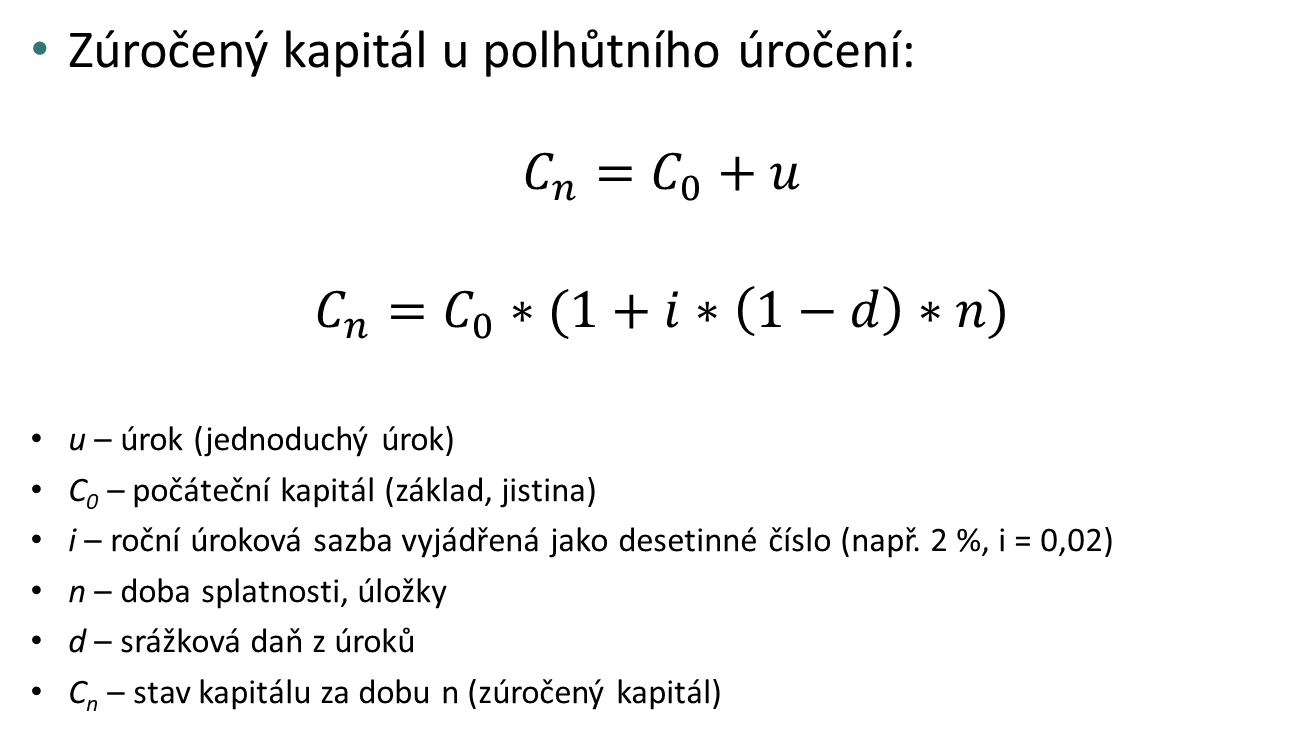 • Zúročený kapitál u polhůtního úročení:
Cₙ = C₀ + u
Cₙ = C₀ ∗ (1 + i ∗ (1 − d) ∗ n)
• u – úrok (jednoduchý úrok)
• C₀ – počáteční kapitál (základ, jistina)
• i – roční úroková sazba vyjádřená jako desetinné číslo (např. 2 %, i = 0,02)
• n – doba splatnosti, úložky
• d – srážková daň z úroků
• Cₙ – stav kapitálu za dobu n (zúročený kapitál)